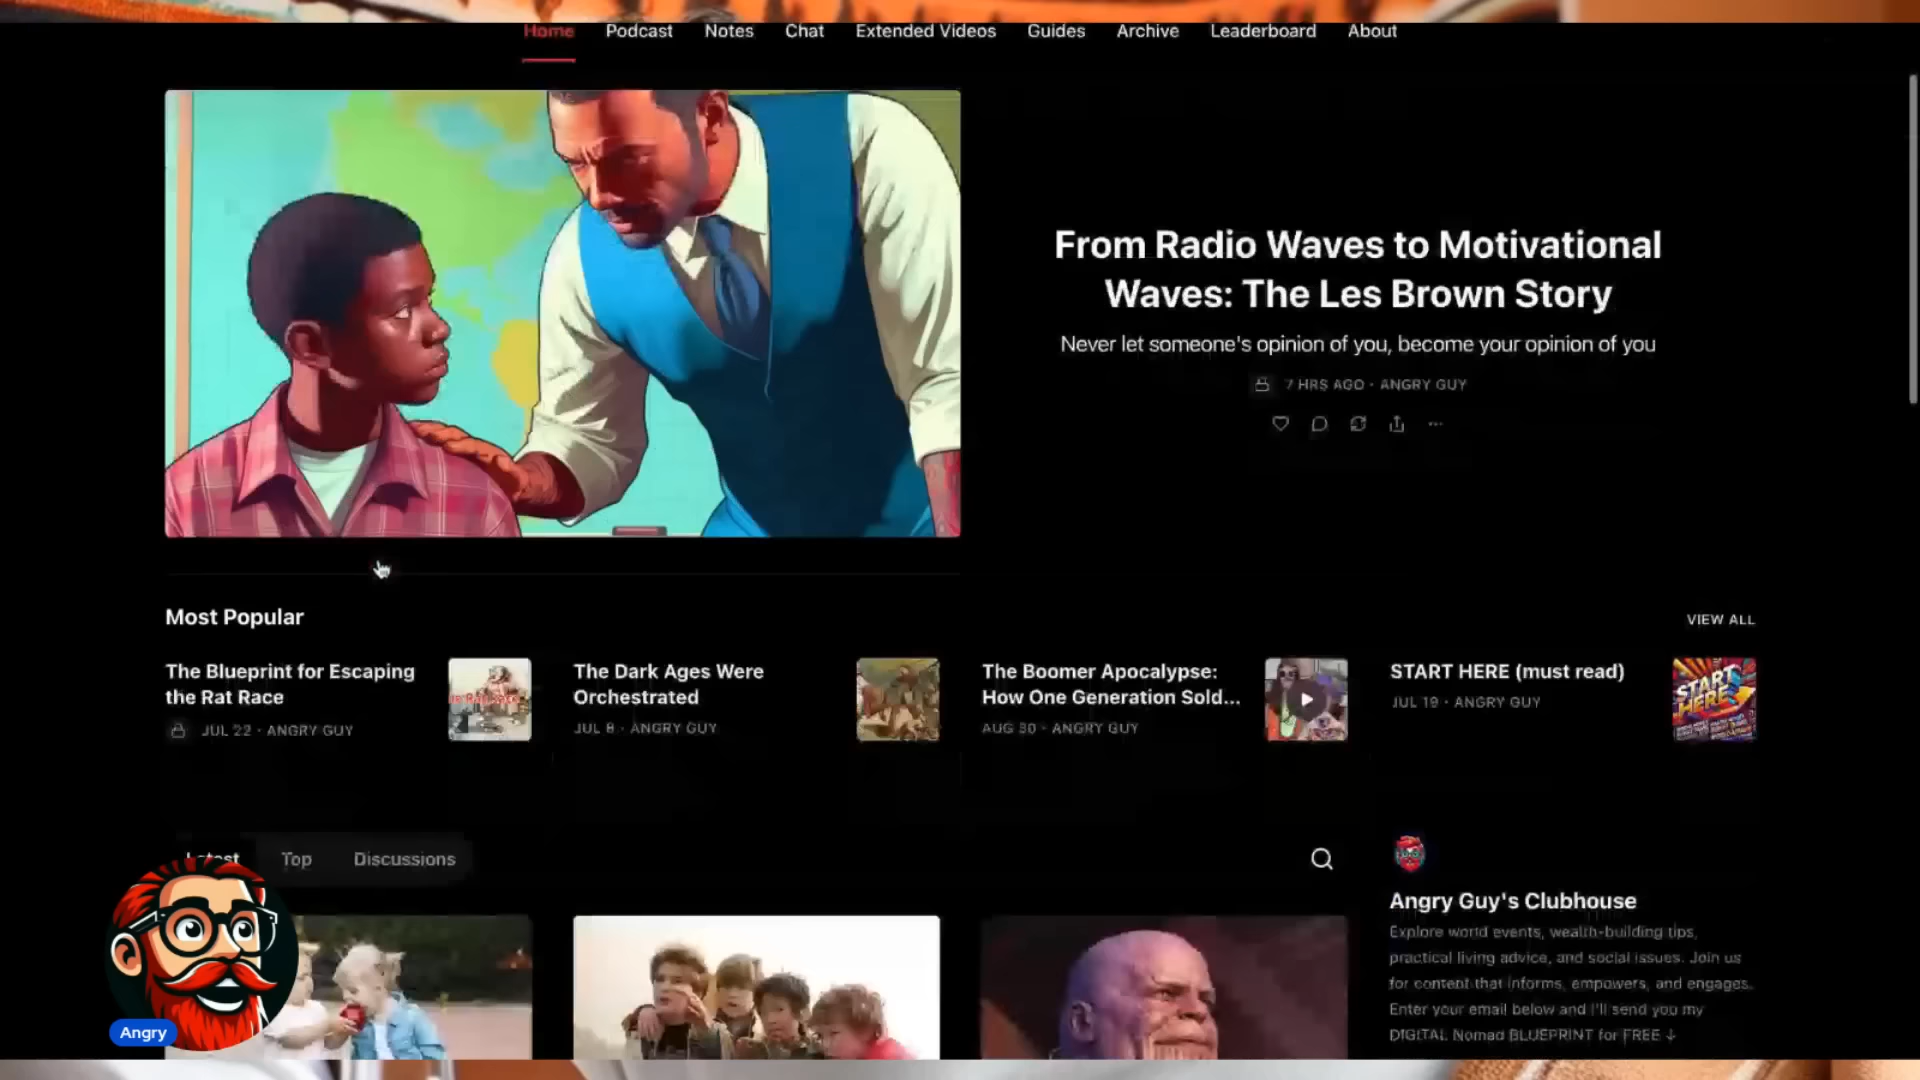 Home Podcast Notes Chat Extended Videos Guides Archive Leaderboard About
From Radio Waves to Motivational
Waves: The Les Brown Story
Never let someone's opinion of you, become your opinion of you
7 HRS AGO · ANGRY GUY
Most Popular
VIEW ALL
The Blueprint for Escaping
the Rat Race
JUL 22 · ANGRY GUY
The Dark Ages Were
Orchestrated
JUL 8 · ANGRY GUY
The Boomer Apocalypse:
How One Generation Sold...
AUG 30 · ANGRY GUY
START HERE (must read)
JUL 19 · ANGRY GUY
START
HERE
Latest Top Discussions
Angry Guy's Clubhouse
Explore world events, wealth-building tips,
practical living advice, and social issues. Join us
for content that informs, empowers, and engages.
Enter your email below and I'll send you my
DIGITAL Nomad BLUEPRINT for FREE ↓
Angry